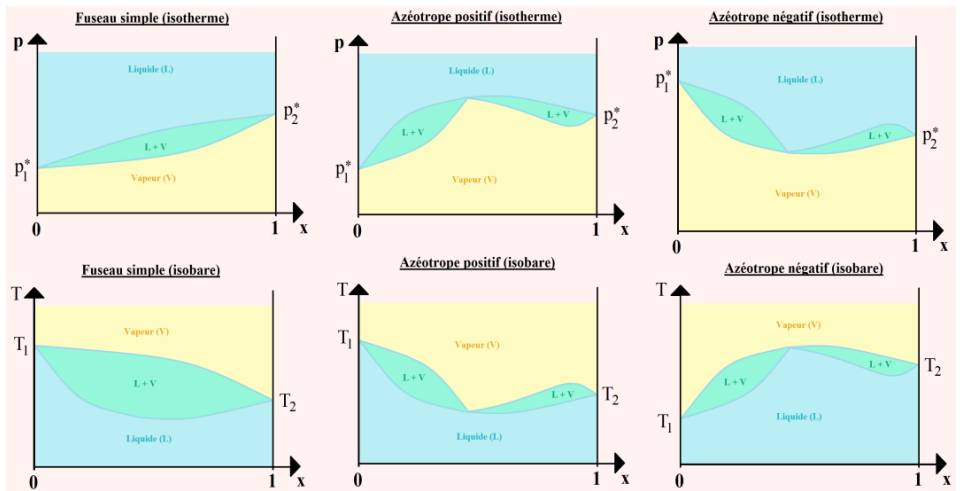 Fuseau simple (isotherme)
p
Liquide (L)
p₂*
L + V
p₁*
Vapeur (V)
0
1
x
Azéotrope positif (isotherme)
p
Liquide (L)
L + V
L + V
p₂*
p₁*
Vapeur (V)
0
1
x
Azéotrope négatif (isotherme)
p
Liquide (L)
p₁*
L + V
L + V
p₂*
Vapeur (V)
0
1
x
Fuseau simple (isobare)
T
Vapeur (V)
T₁
L + V
T₂
Liquide (L)
0
1
x
Azéotrope positif (isobare)
T
T₁
Vapeur (V)
L + V
L + V
T₂
Liquide (L)
0
1
x
Azéotrope négatif (isobare)
T
Vapeur (V)
L + V
L + V
T₂
T₁
Liquide (L)
0
1
x